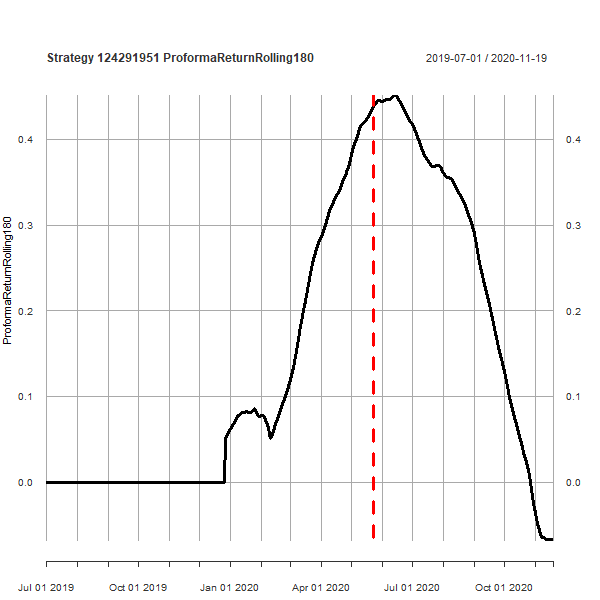 Strategy 124291951 ProformaReturnRolling180
2019-07-01 / 2020-11-19
ProformaReturnRolling180
0.4
0.3
0.2
0.1
0.0
0.4
0.3
0.2
0.1
0.0
Jul 01 2019
Oct 01 2019
Jan 01 2020
Apr 01 2020
Jul 01 2020
Oct 01 2020